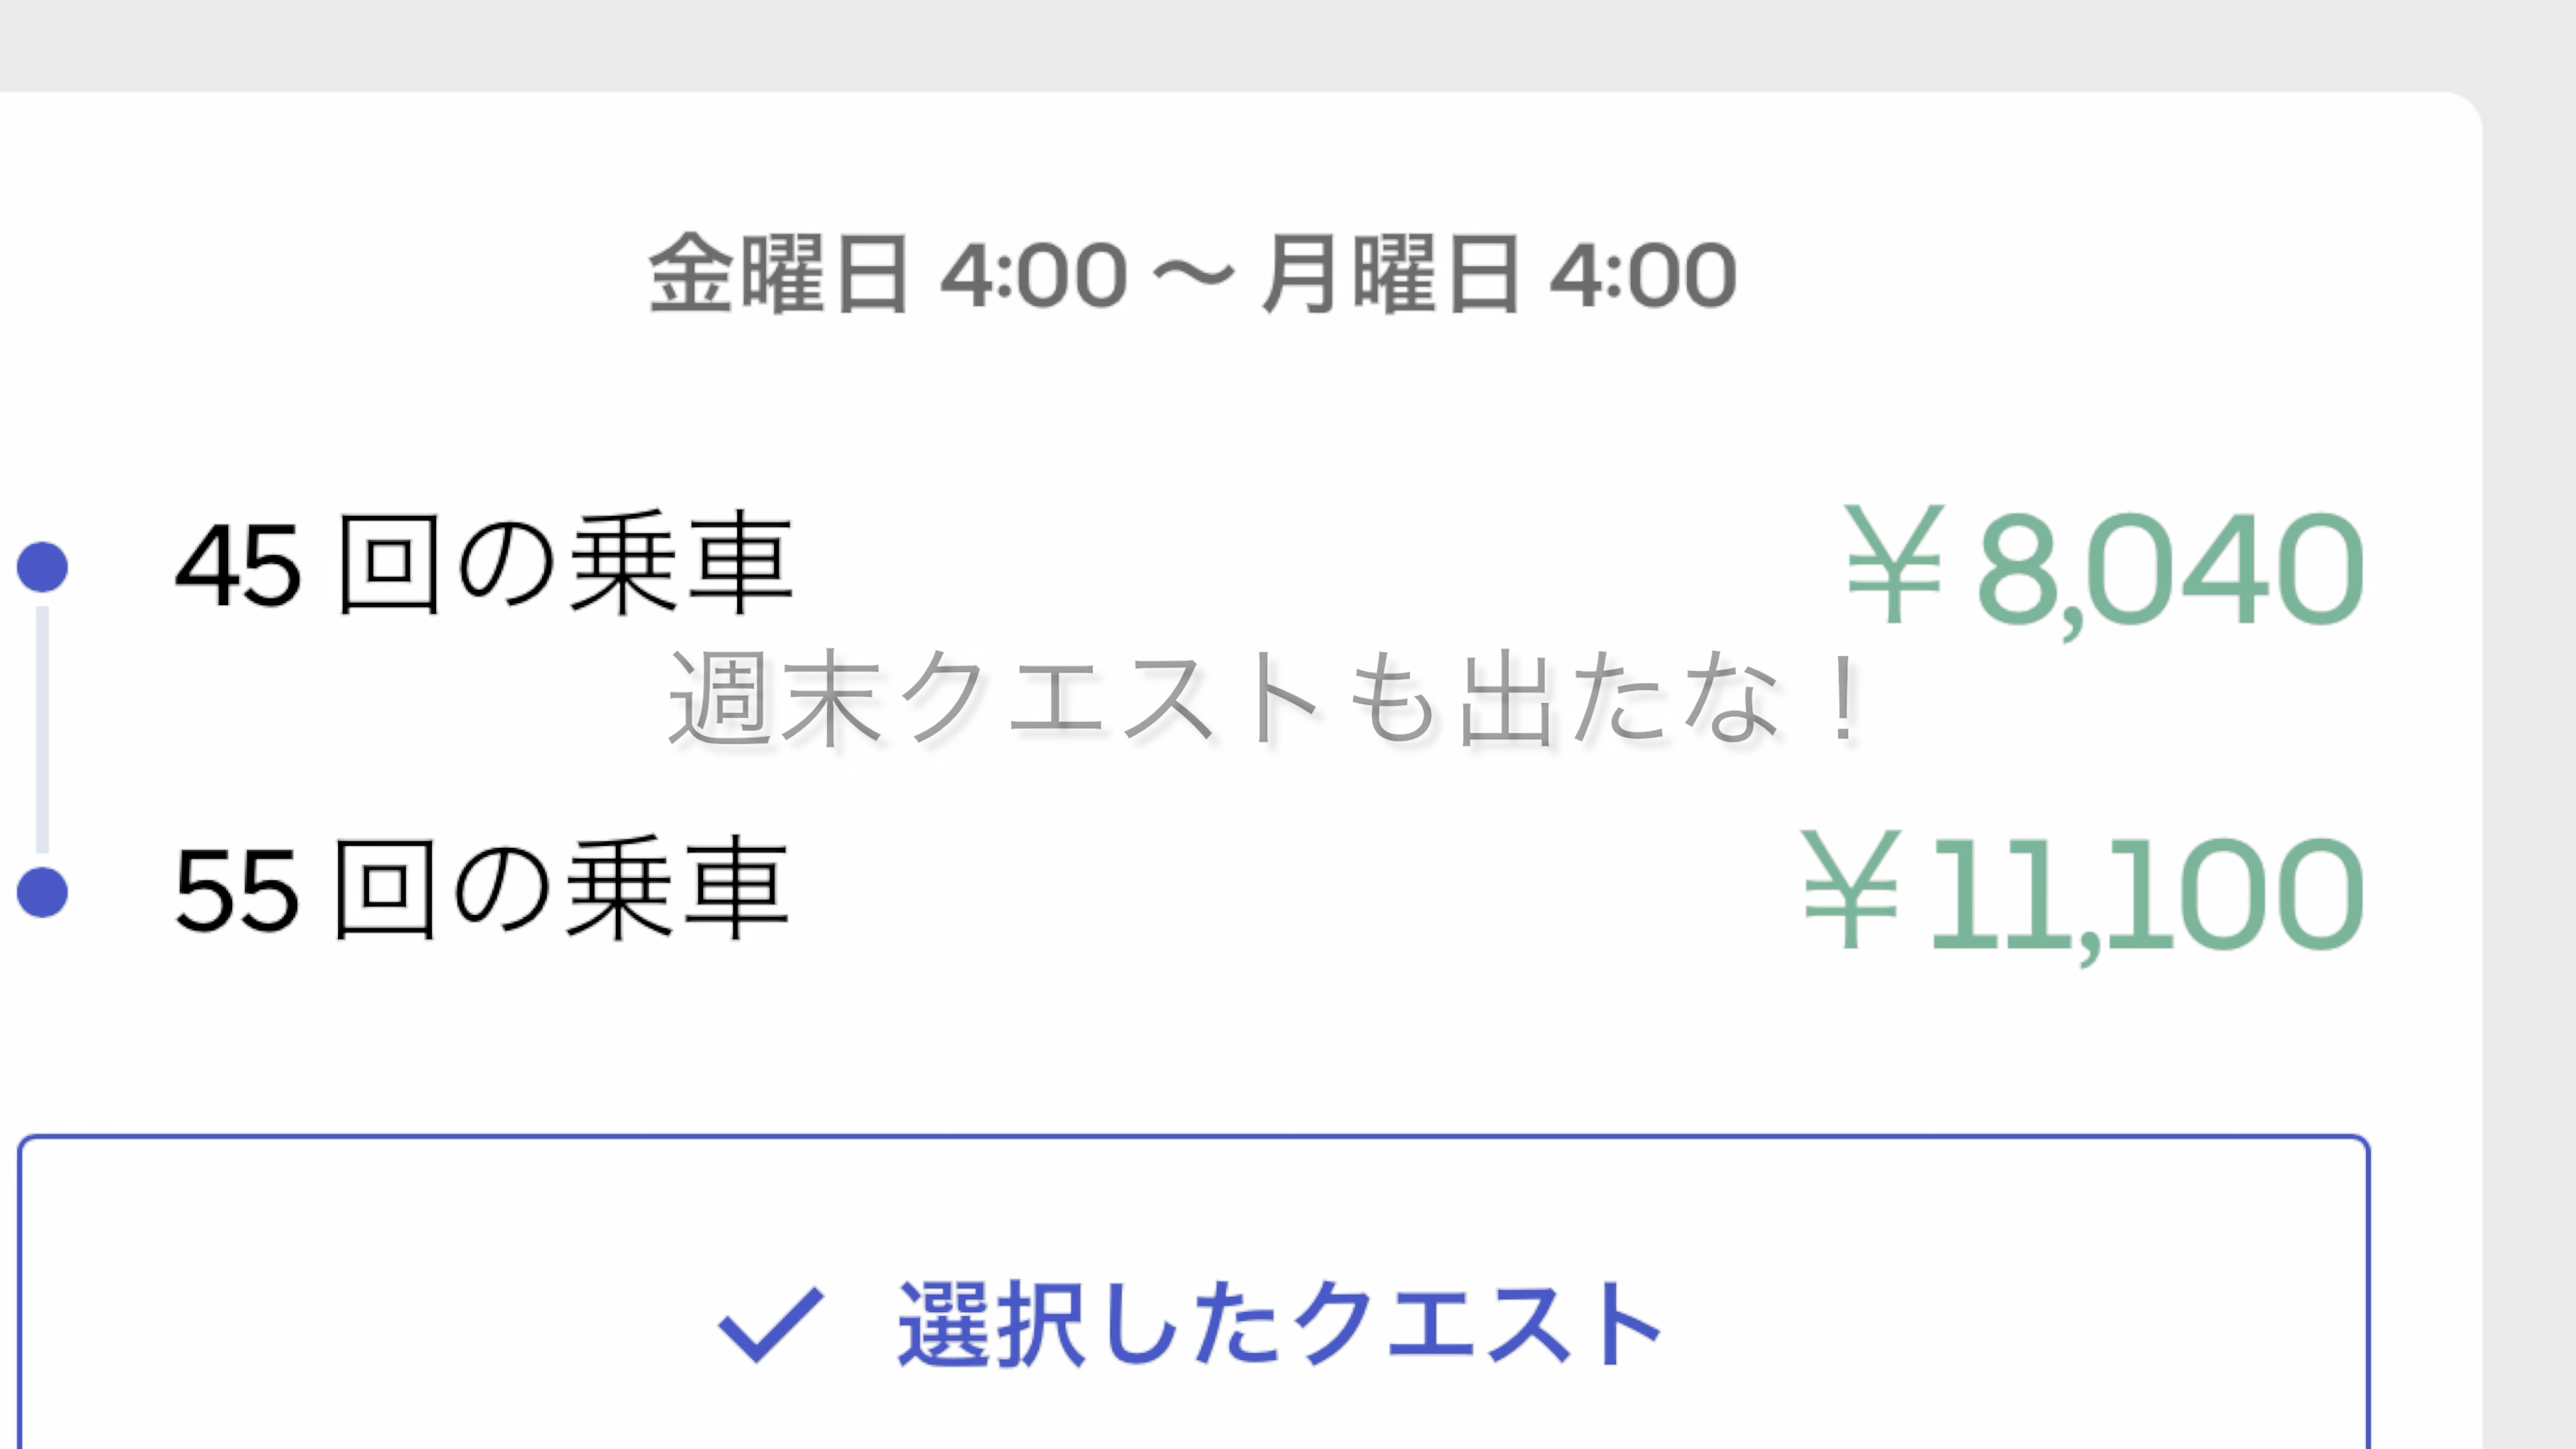 金曜日 4:00 ～ 月曜日 4:00
45 回の乗車 ￥8,040
週末クエストも出たな！
55 回の乗車 ￥11,100
選択したクエスト